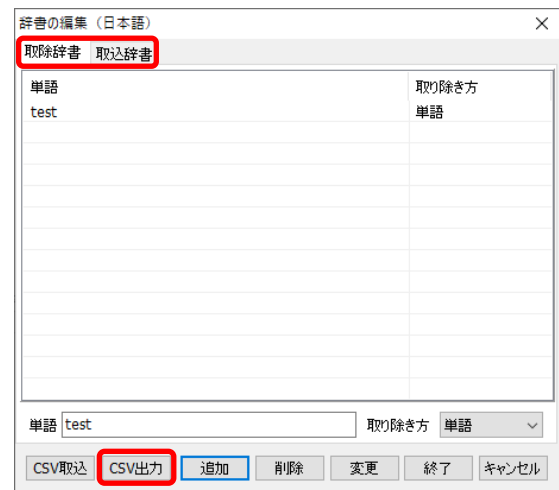 辞書の編集（日本語）
取除辞書 取込辞書
単語 取り除き方
test 単語
単語 test 取り除き方 単語
CSV取込 CSV出力 追加 削除 変更 終了 キャンセル